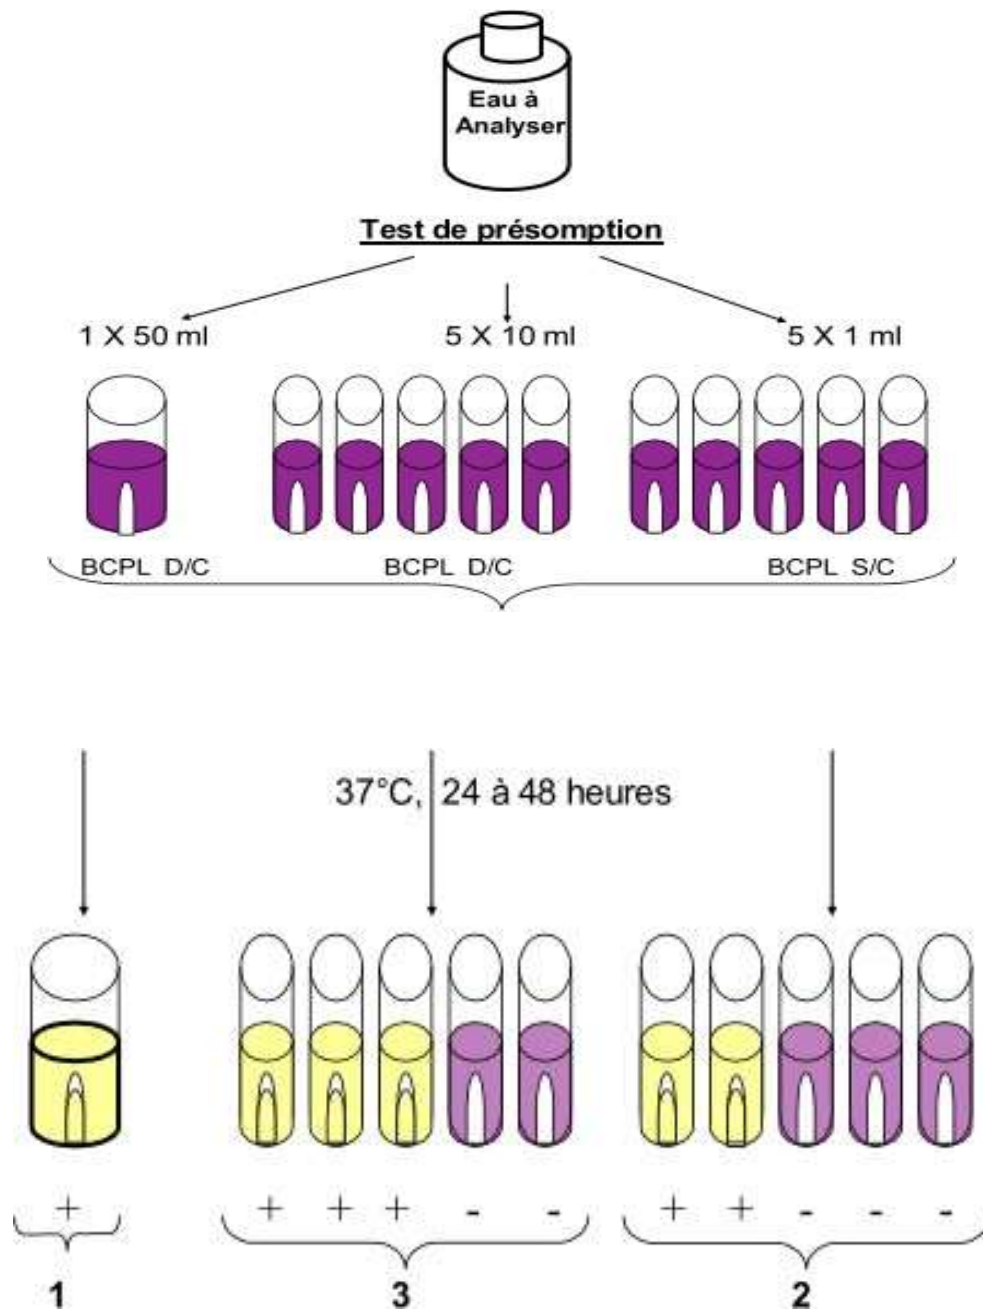 Eau à
Analyser
Test de présomption
1 X 50 ml 5 X 10 ml 5 X 1 ml
BCPL D/C BCPL D/C BCPL S/C
37°C, 24 à 48 heures
+ + + + - - + + - - -
1 3 2